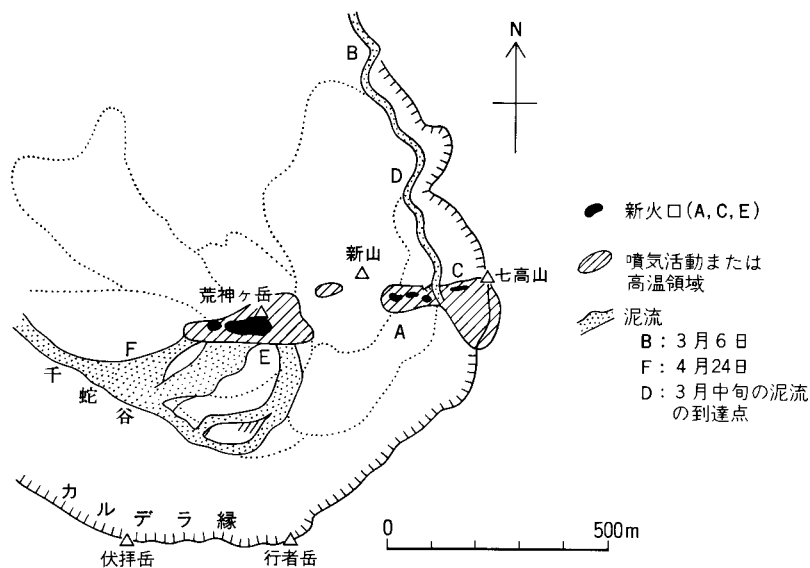 B
N
D
新火口(A, C, E)
新山
C
七高山
噴気活動または
高温領域
荒神ヶ岳
A
泥流
F
E
B：3月6日
千蛇谷
F：4月24日
D：3月中旬の泥流
の到達点
カルデラ縁
0
500m
伏拝岳
行者岳